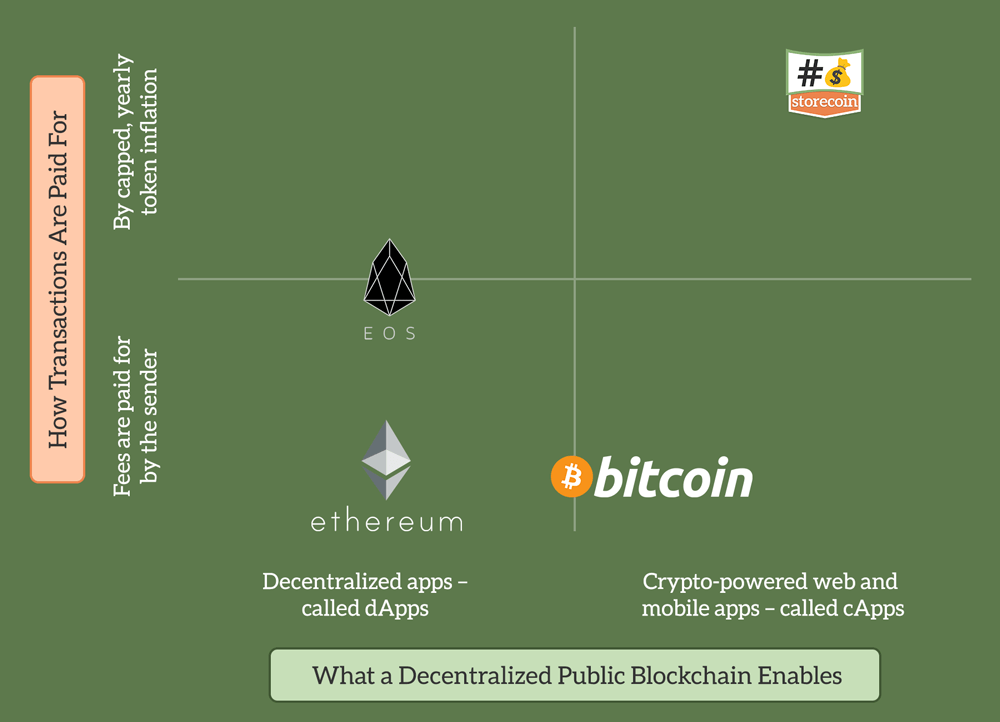 How Transactions Are Paid For
By capped, yearly
token inflation
Fees are paid for
by the sender
#$
storecoin
EOS
ethereum
bitcoin
Decentralized apps –
called dApps
Crypto-powered web and
mobile apps – called cApps
What a Decentralized Public Blockchain Enables